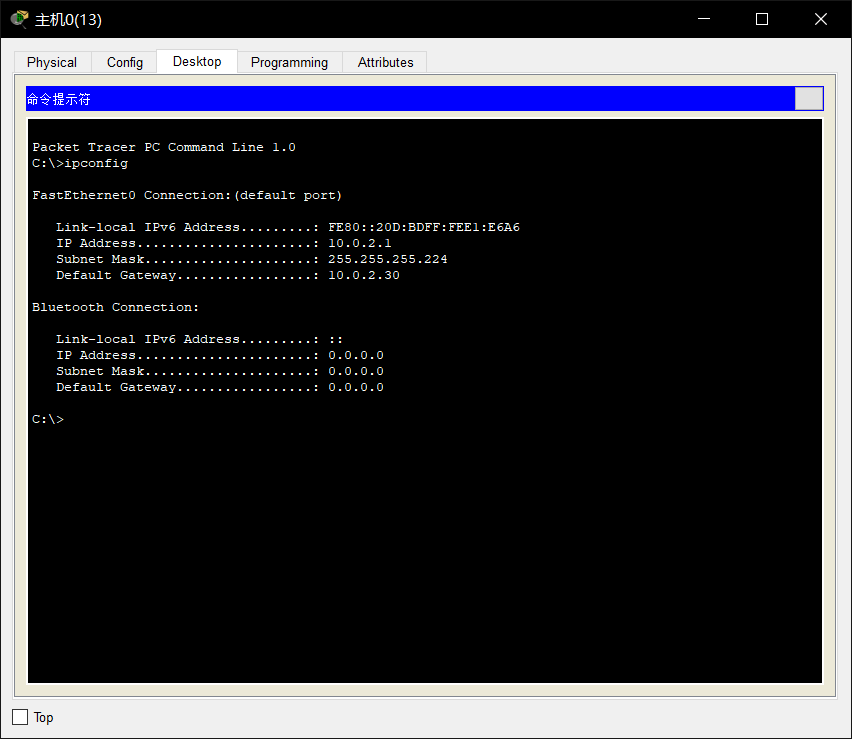 主机0(13)
Physical Config Desktop Programming Attributes
命令提示符
Packet Tracer PC Command Line 1.0
C:\>ipconfig
FastEthernet0 Connection:(default port)
Link-local IPv6 Address.........: FE80::20D:BDFF:FEE1:E6A6
IP Address......................: 10.0.2.1
Subnet Mask.....................: 255.255.255.224
Default Gateway.................: 10.0.2.30
Bluetooth Connection:
Link-local IPv6 Address.........: ::
IP Address......................: 0.0.0.0
Subnet Mask.....................: 0.0.0.0
Default Gateway.................: 0.0.0.0
C:\>
Top